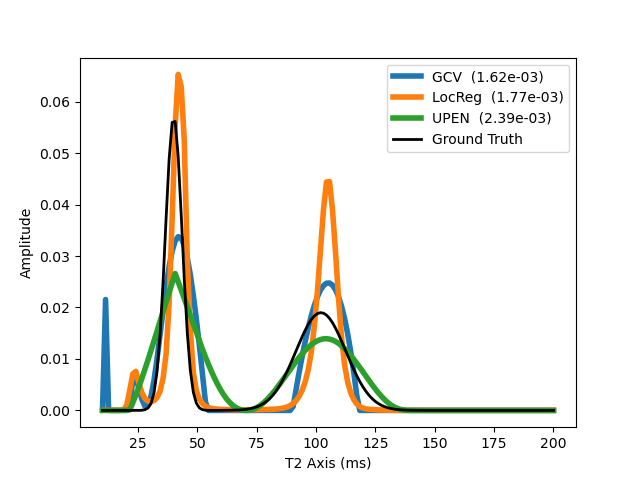 GCV (1.62e-03)
LocReg (1.77e-03)
UPEN (2.39e-03)
Ground Truth
0.06
0.05
0.04
0.03
0.02
0.01
0.00
Amplitude
25 50 75 100 125 150 175 200
T2 Axis (ms)